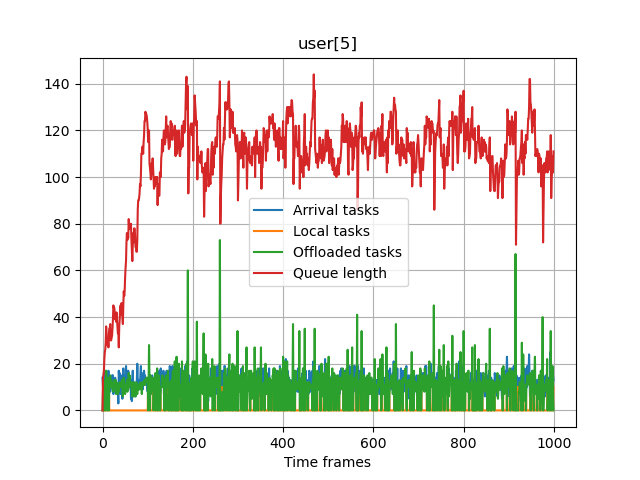 user[5]
140
120
100
80
60
40
20
0
Arrival tasks
Local tasks
Offloaded tasks
Queue length
0 200 400 600 800 1000
Time frames